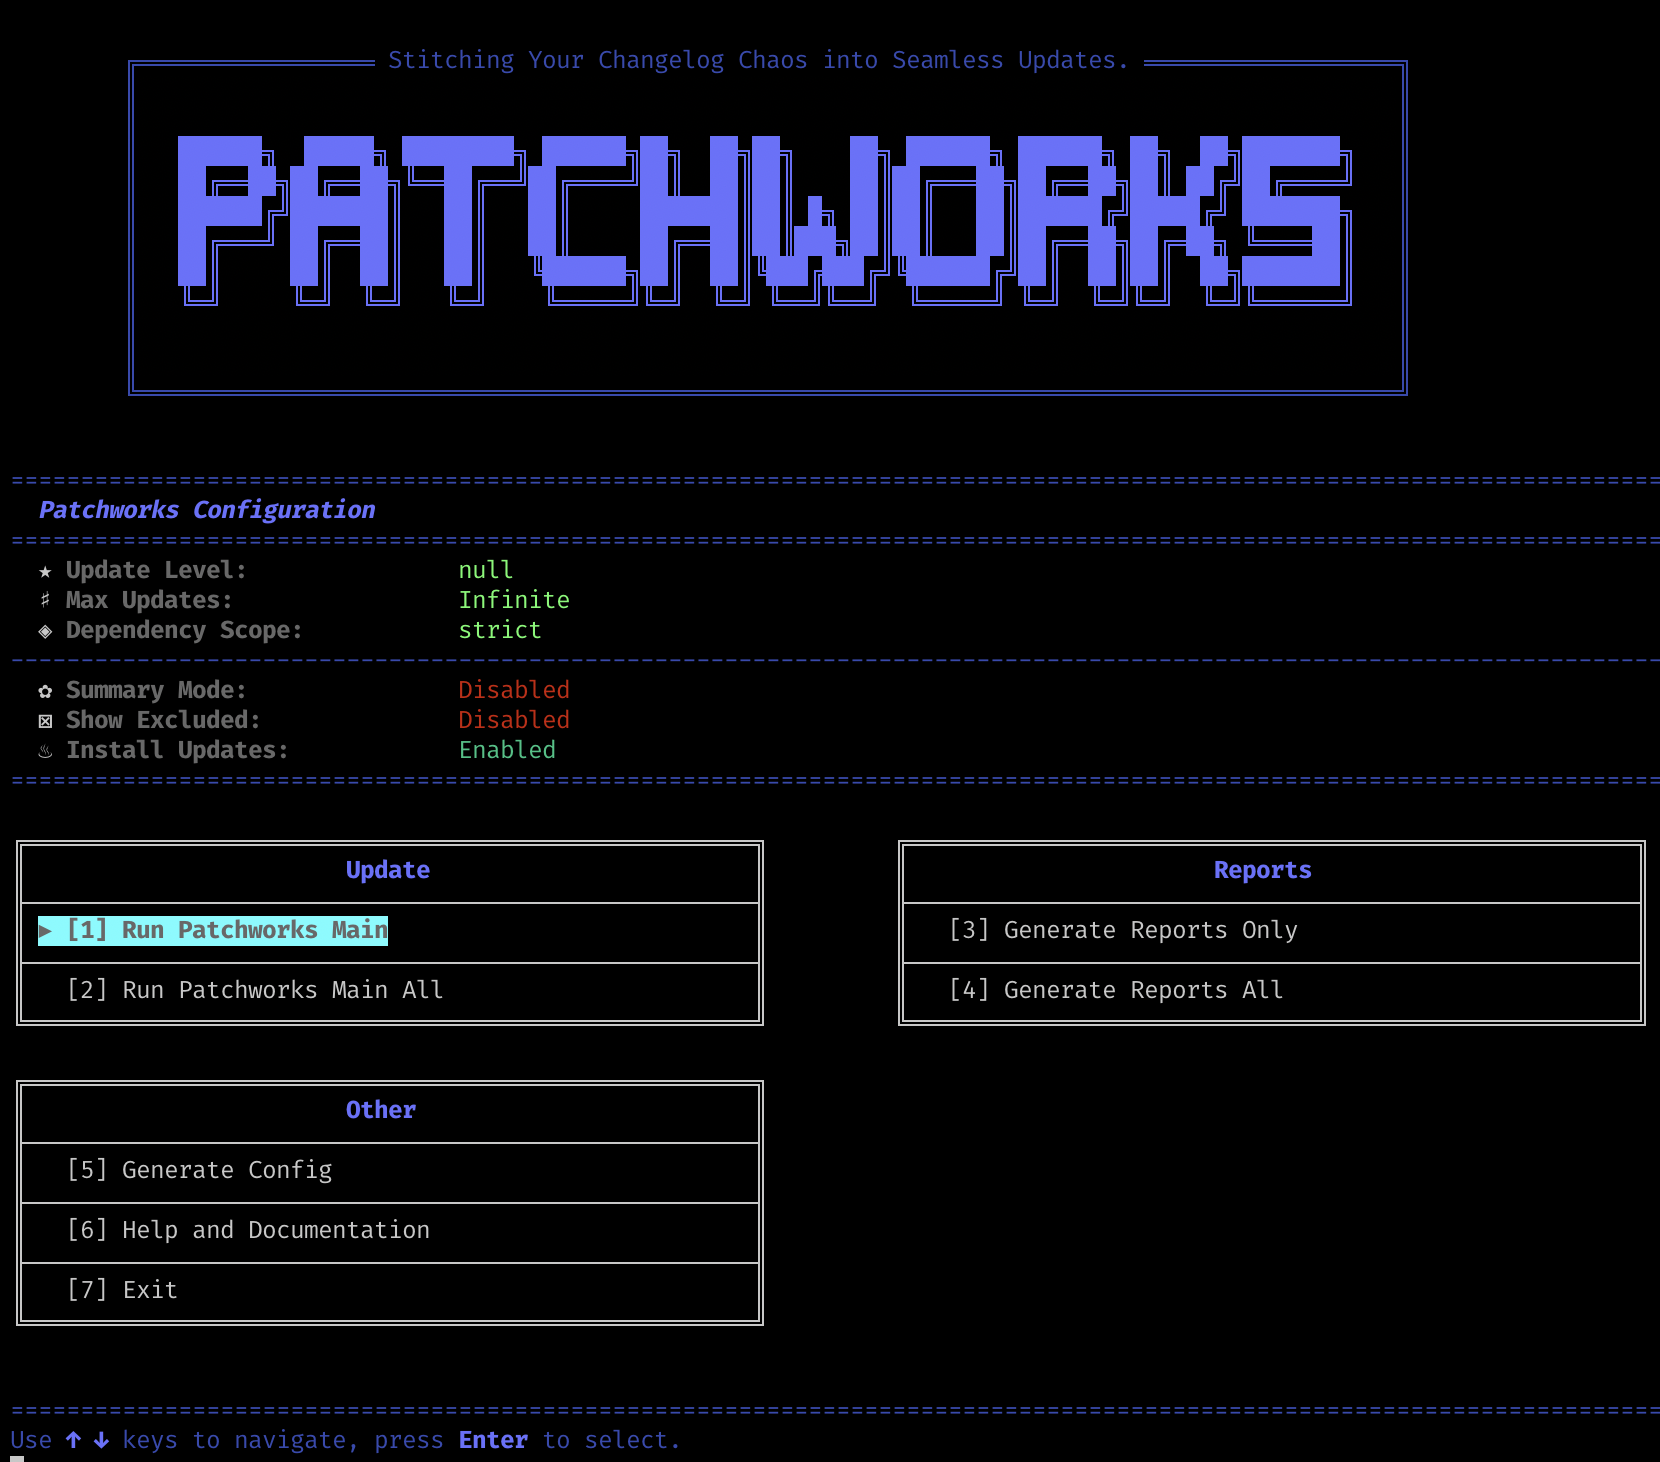 Stitching Your Changelog Chaos into Seamless Updates.
PATCHWORKS
Patchworks Configuration
★ Update Level: null
♯ Max Updates: Infinite
◈ Dependency Scope: strict
✿ Summary Mode: Disabled
⊠ Show Excluded: Disabled
♨ Install Updates: Enabled
Update
▶ [1] Run Patchworks Main
[2] Run Patchworks Main All
Reports
[3] Generate Reports Only
[4] Generate Reports All
Other
[5] Generate Config
[6] Help and Documentation
[7] Exit
Use ↑ ↓ keys to navigate, press Enter to select.